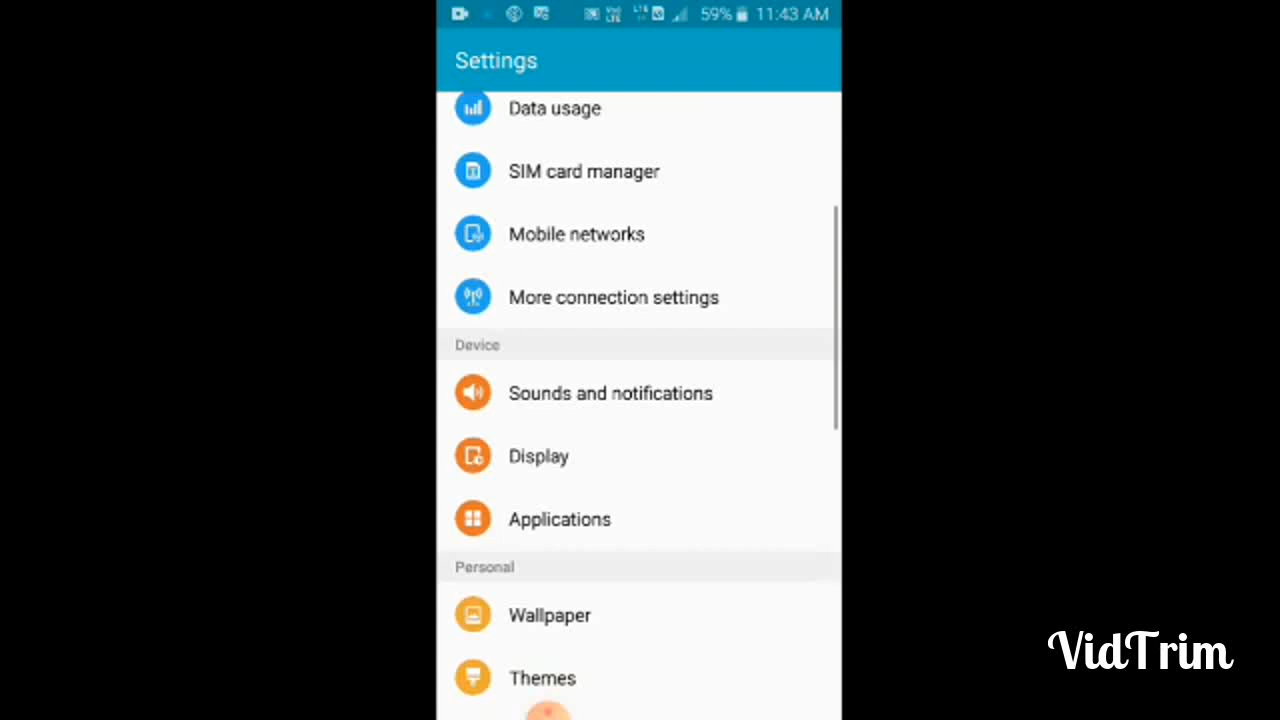 59% 11:43 AM
Settings
Data usage
SIM card manager
Mobile networks
More connection settings
Device
Sounds and notifications
Display
Applications
Personal
Wallpaper
Themes
VidTrim